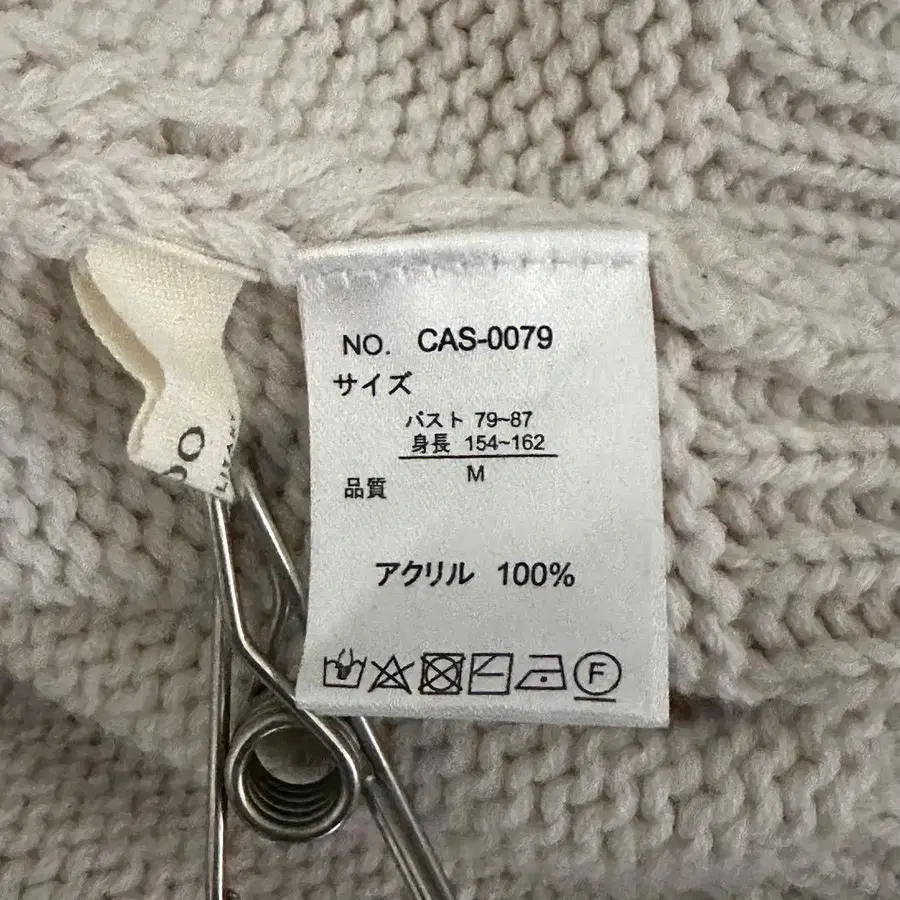 NO. CAS-0079
サイズ
バスト 79~87
身長 154~162
M
品質
アクリル 100%
F